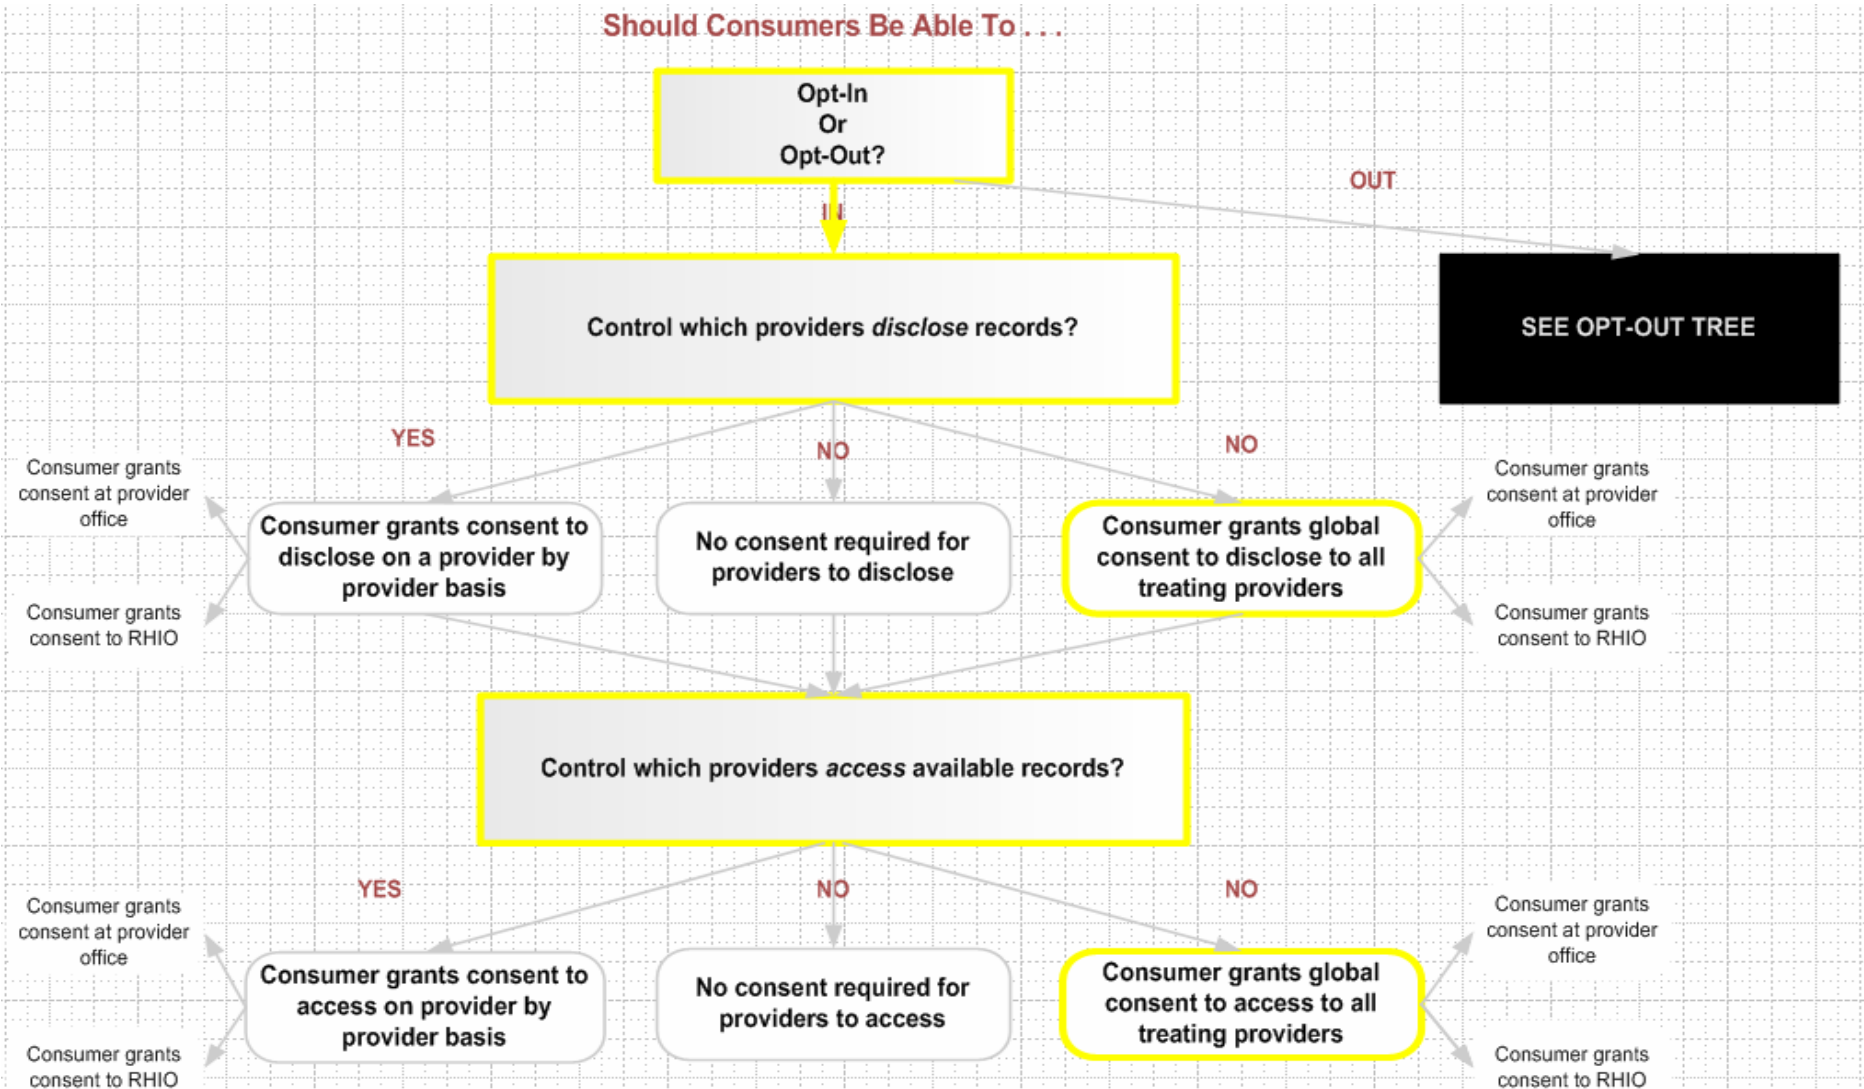 Should Consumers Be Able To . . .
Opt-In
Or
Opt-Out?
OUT
IN
Control which providers disclose records?
SEE OPT-OUT TREE
YES
NO
NO
Consumer grants
consent at provider
office
Consumer grants
consent to RHIO
Consumer grants consent to
disclose on a provider by
provider basis
No consent required for
providers to disclose
Consumer grants global
consent to disclose to all
treating providers
Consumer grants
consent at provider
office
Consumer grants
consent to RHIO
Control which providers access available records?
YES
NO
NO
Consumer grants
consent at provider
office
Consumer grants
consent to RHIO
Consumer grants consent to
access on provider by
provider basis
No consent required for
providers to access
Consumer grants global
consent to access to all
treating providers
Consumer grants
consent at provider
office
Consumer grants
consent to RHIO